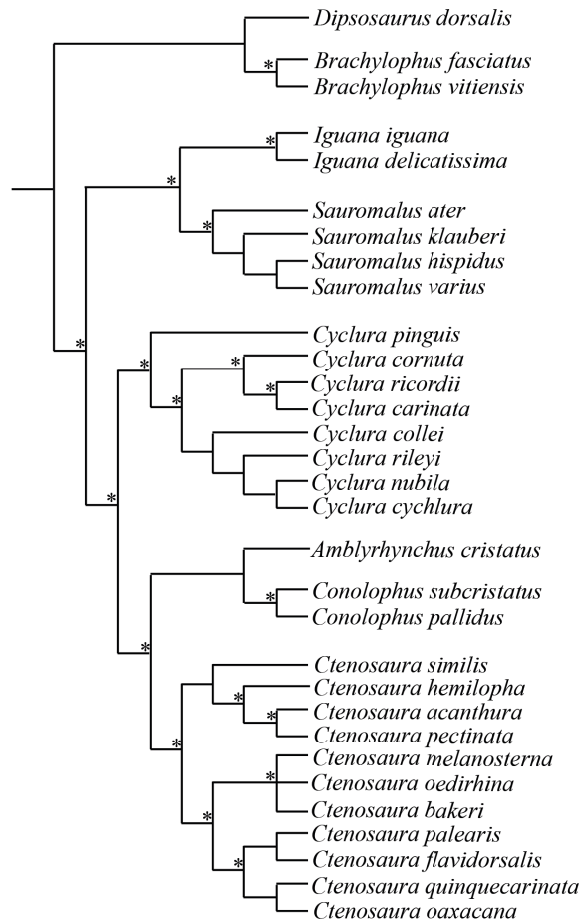 Dipsosaurus dorsalis
*
Brachylophus fasciatus
Brachylophus vitiensis
*
Iguana iguana
Iguana delicatissima
*
*
Sauromalus ater
Sauromalus klauberi
Sauromalus hispidus
Sauromalus varius
*
*
Cyclura pinguis
*
Cyclura cornuta
*
Cyclura ricordii
*
Cyclura carinata
Cyclura collei
Cyclura rileyi
Cyclura nubila
*
Cyclura cychlura
Amblyrhynchus cristatus
*
Conolophus subcristatus
Conolophus pallidus
*
Ctenosaura similis
*
Ctenosaura hemilopha
*
Ctenosaura acanthura
*
Ctenosaura pectinata
Ctenosaura melanosterna
*
Ctenosaura oedirhina
*
Ctenosaura bakeri
Ctenosaura palearis
*
Ctenosaura flavidorsalis
Ctenosaura quinquecarinata
Ctenosaura oaxacana